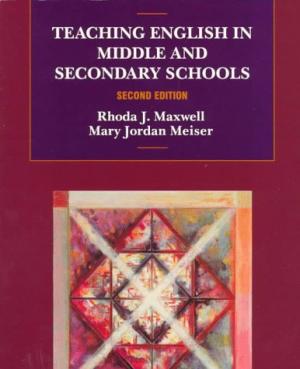 TEACHING ENGLISH IN
MIDDLE AND
SECONDARY SCHOOLS
SECOND EDITION
Rhoda J. Maxwell
Mary Jordan Meiser